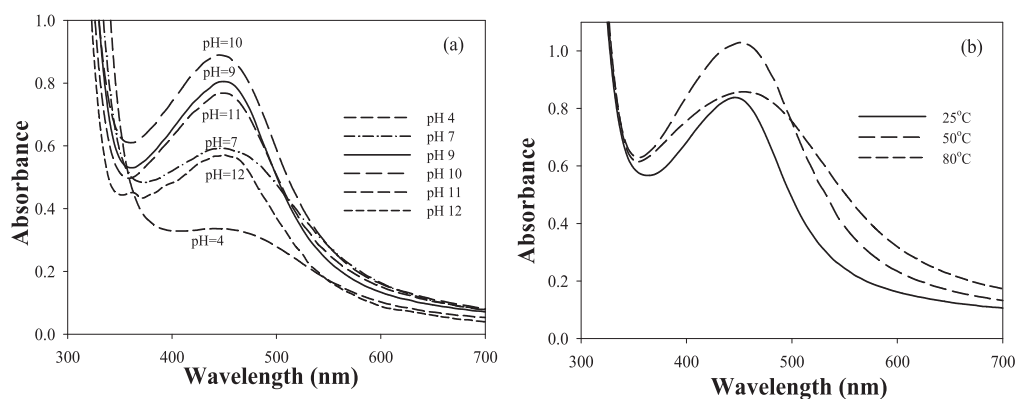 (a)
1.0
0.8
0.6
0.4
0.2
0.0
Absorbance
pH=10
pH=9
pH=11
pH=7
pH=12
pH=4
pH 4
pH 7
pH 9
pH 10
pH 11
pH 12
300 400 500 600 700
Wavelength (nm)
(b)
1.0
0.8
0.6
0.4
0.2
0.0
Absorbance
25°C
50°C
80°C
300 400 500 600 700
Wavelength (nm)